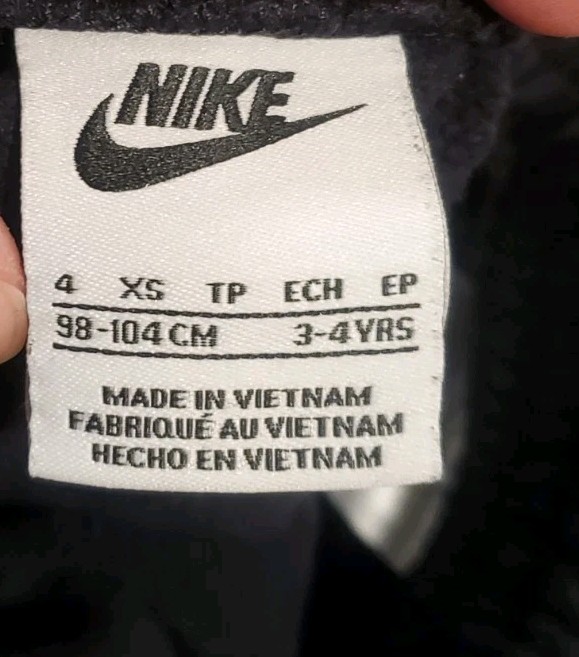 NIKE
4 XS TP ECH EP
98-104 CM 3-4 YRS
MADE IN VIETNAM
FABRIQUÉ AU VIETNAM
HECHO EN VIETNAM